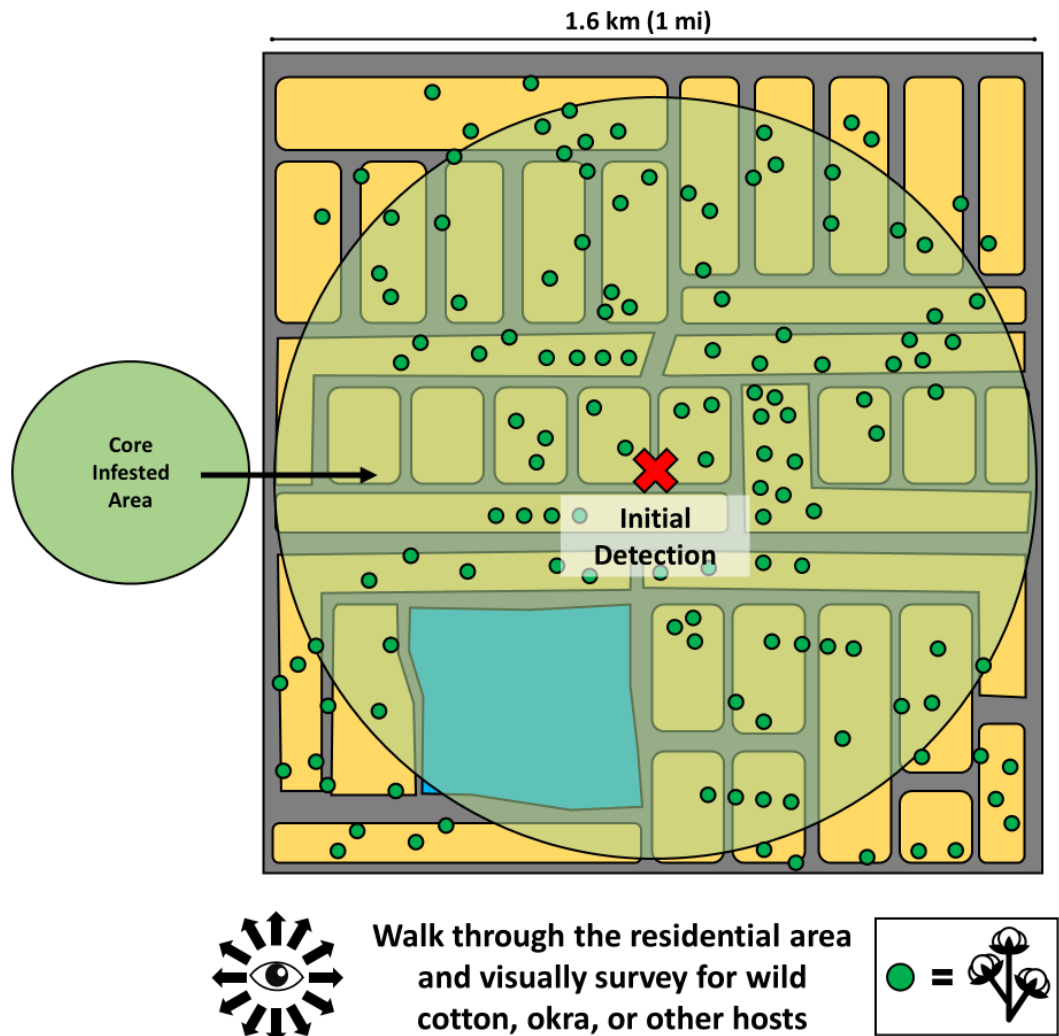 1.6 km (1 mi)
Core
Infested
Area
Initial
Detection
Walk through the residential area
and visually survey for wild
cotton, okra, or other hosts
=